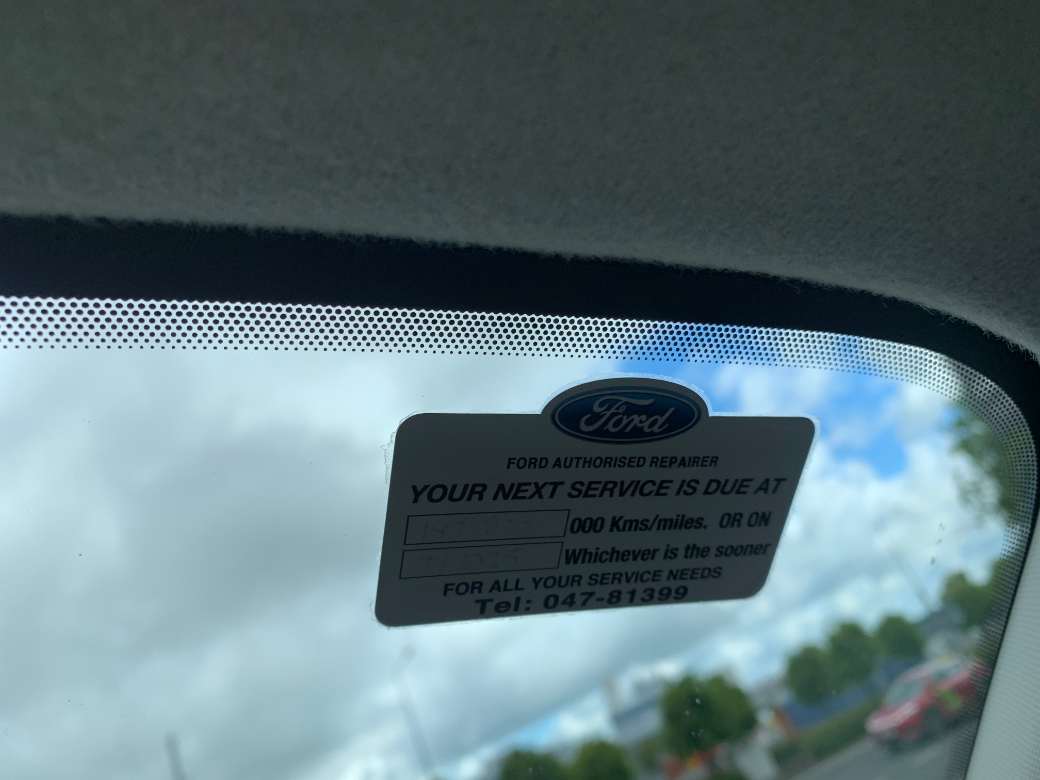 Ford
FORD AUTHORISED REPAIRER
YOUR NEXT SERVICE IS DUE AT
000 Kms/miles. OR ON
Whichever is the sooner
FOR ALL YOUR SERVICE NEEDS
Tel: 047-81399